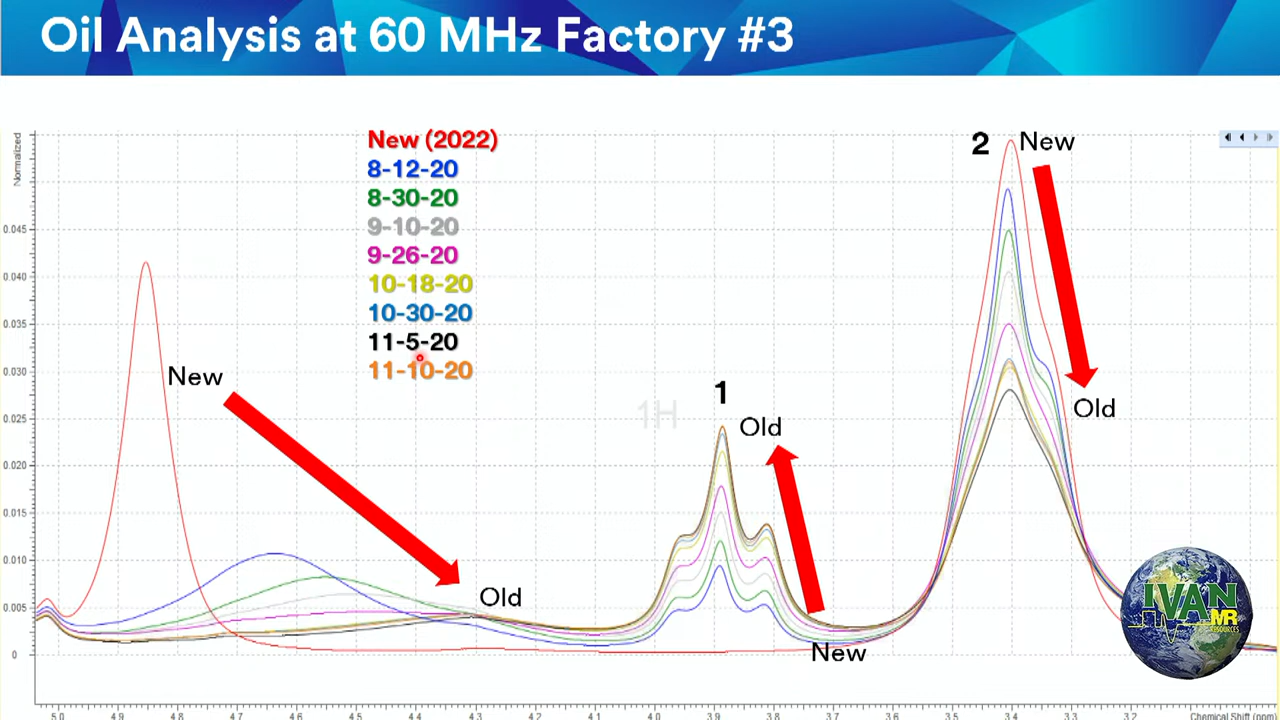 Oil Analysis at 60 MHz Factory #3
Normalized
New (2022)
8-12-20
8-30-20
9-10-20
9-26-20
10-18-20
10-30-20
11-5-20
11-10-20
2
New
Old
New
Old
1H
1
Old
New
0.045
0.040
0.035
0.030
0.025
0.020
0.015
0.010
0.005
0
IVAN
MR
5.0 4.9 4.8 4.7 4.6 4.5 4.4 4.3 4.2 4.1 4.0 3.9 3.8 3.7 3.6 3.5 3.4 3.3 3.2 Chemical Shift (ppm)